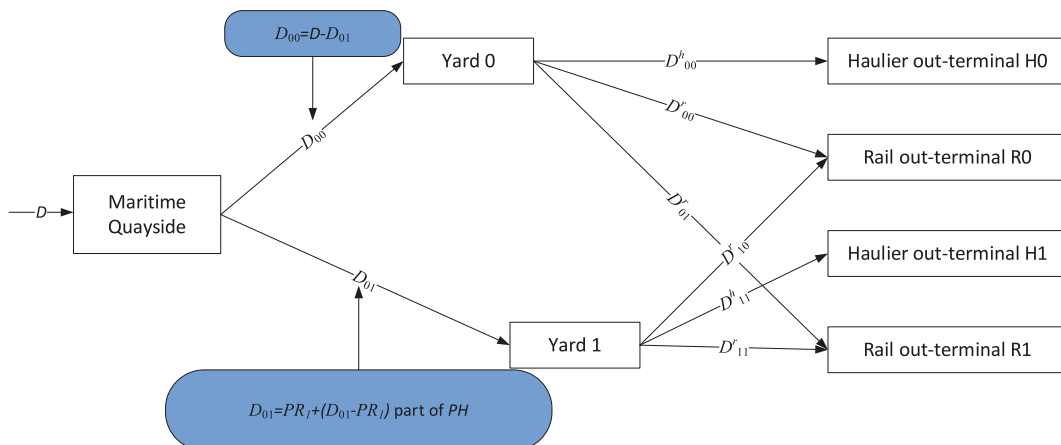 D₀₀=D-D₀₁
Yard 0
Dʰ₀₀
Haulier out-terminal H0
Dʳ₀₀
D₀₀
Rail out-terminal R0
Maritime
Quayside
D
Dʳ₀₁
Dʳ₁₀
Haulier out-terminal H1
D₀₁
Dʰ₁₁
Yard 1
Dʳ₁₁
Rail out-terminal R1
D₀₁=PR₁+(D₀₁-PR₁) part of PH